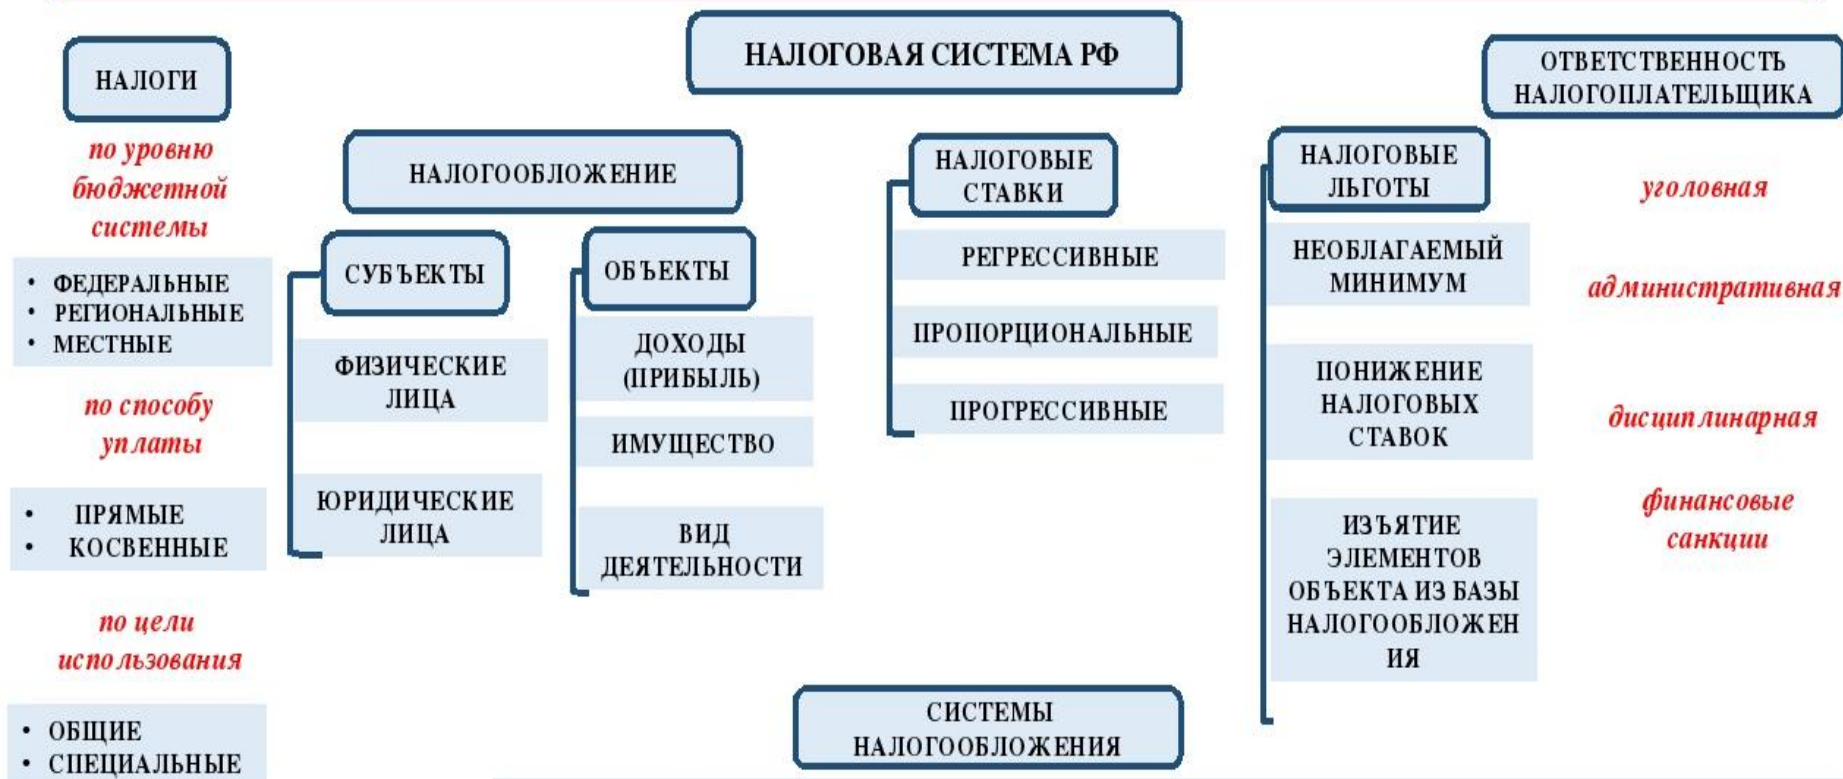 НАЛОГОВАЯ СИСТЕМА РФ
НАЛОГИ
по уровню
бюджетной
системы
• ФЕДЕРАЛЬНЫЕ
• РЕГИОНАЛЬНЫЕ
• МЕСТНЫЕ
по способу
уплаты
• ПРЯМЫЕ
• КОСВЕННЫЕ
по цели
использования
• ОБЩИЕ
• СПЕЦИАЛЬНЫЕ
НАЛОГООБЛОЖЕНИЕ
СУБЪЕКТЫ
ФИЗИЧЕСКИЕ
ЛИЦА
ЮРИДИЧЕСКИЕ
ЛИЦА
ОБЪЕКТЫ
ДОХОДЫ
(ПРИБЫЛЬ)
ИМУЩЕСТВО
ВИД
ДЕЯТЕЛЬНОСТИ
НАЛОГОВЫЕ
СТАВКИ
РЕГРЕССИВНЫЕ
ПРОПОРЦИОНАЛЬНЫЕ
ПРОГРЕССИВНЫЕ
НАЛОГОВЫЕ
ЛЬГОТЫ
НЕОБЛАГАЕМЫЙ
МИНИМУМ
ПОНИЖЕНИЕ
НАЛОГОВЫХ
СТАВОК
ИЗЪЯТИЕ
ЭЛЕМЕНТОВ
ОБЪЕКТА ИЗ БАЗЫ
НАЛОГООБЛОЖЕН
ИЯ
ОТВЕТСТВЕННОСТЬ
НАЛОГОПЛАТЕЛЬЩИКА
уголовная
административная
дисциплинарная
финансовые
санкции
СИСТЕМЫ
НАЛОГООБЛОЖЕНИЯ